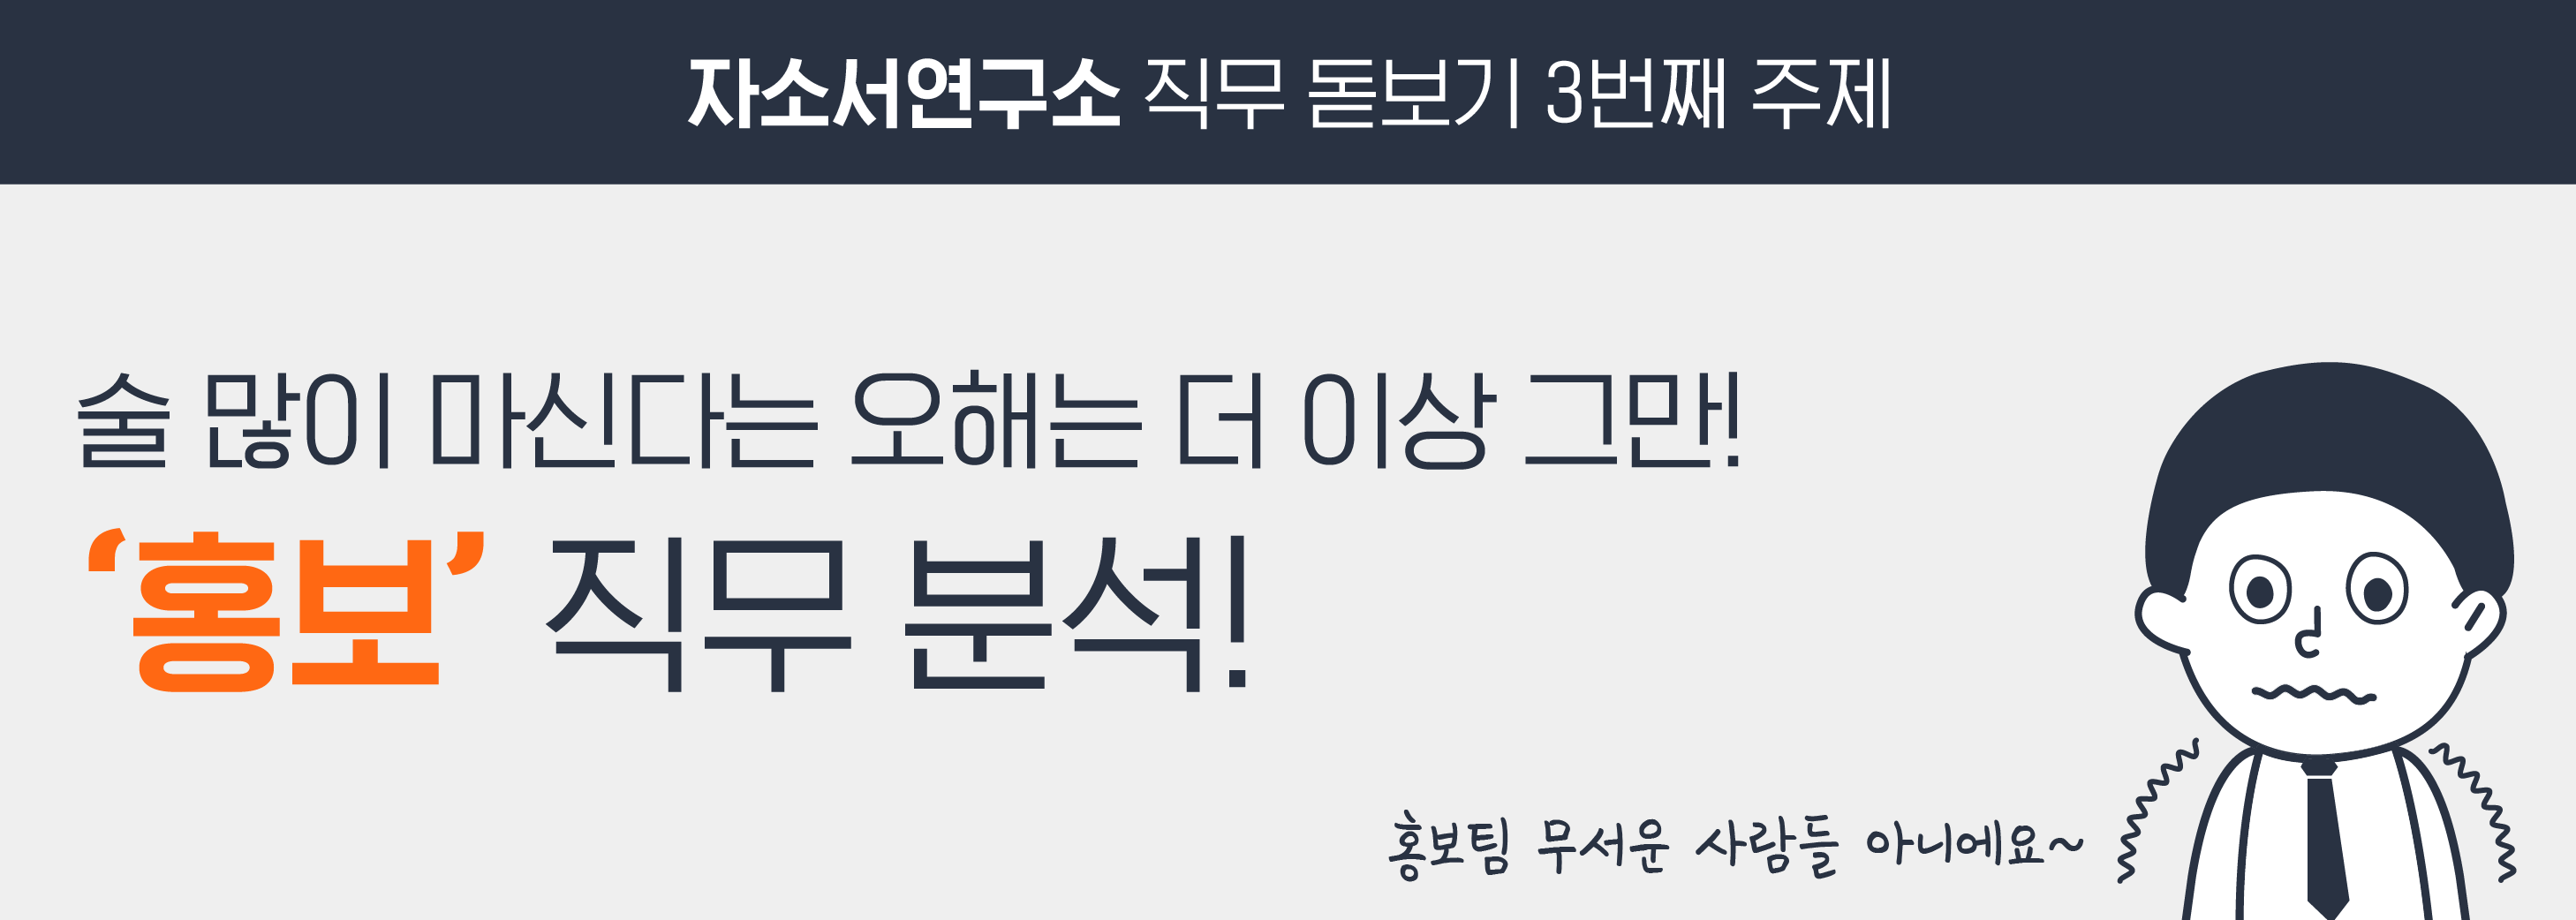 자소서연구소 직무 돋보기 3번째 주제
술 많이 마신다는 오해는 더 이상 그만!
‘홍보’ 직무 분석!
홍보팀 무서운 사람들 아니에요~